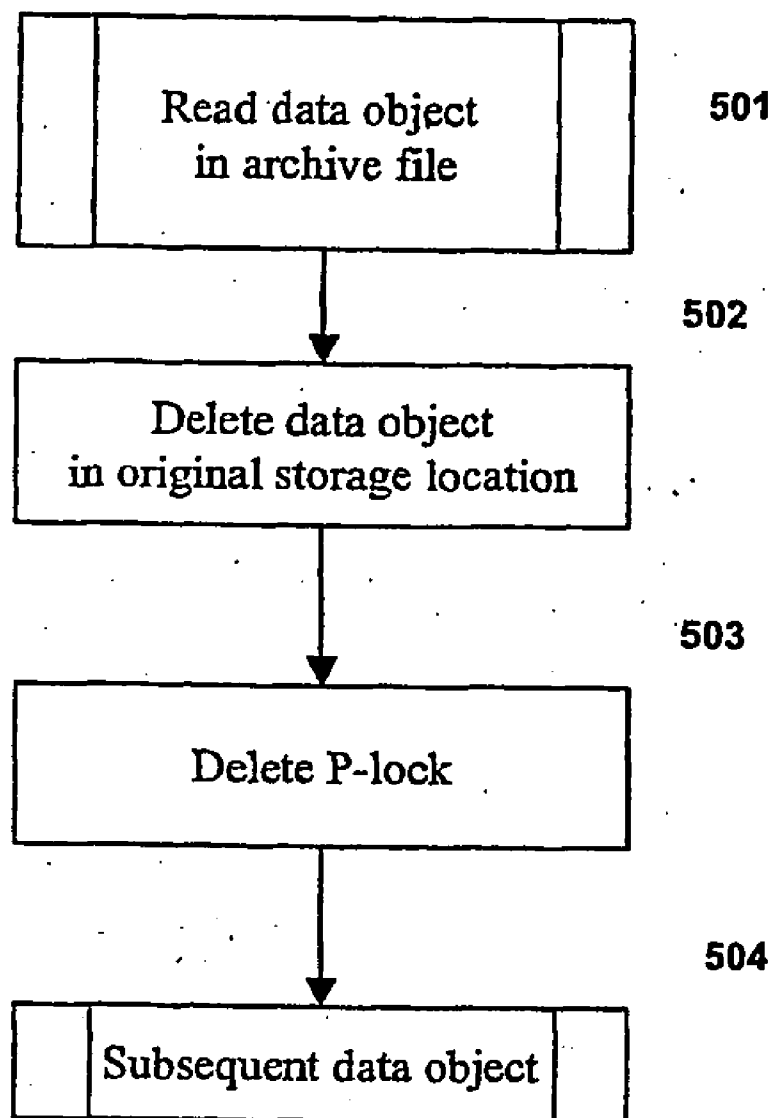 Read data object
in archive file
501
502
Delete data object
in original storage location
503
Delete P-lock
504
Subsequent data object